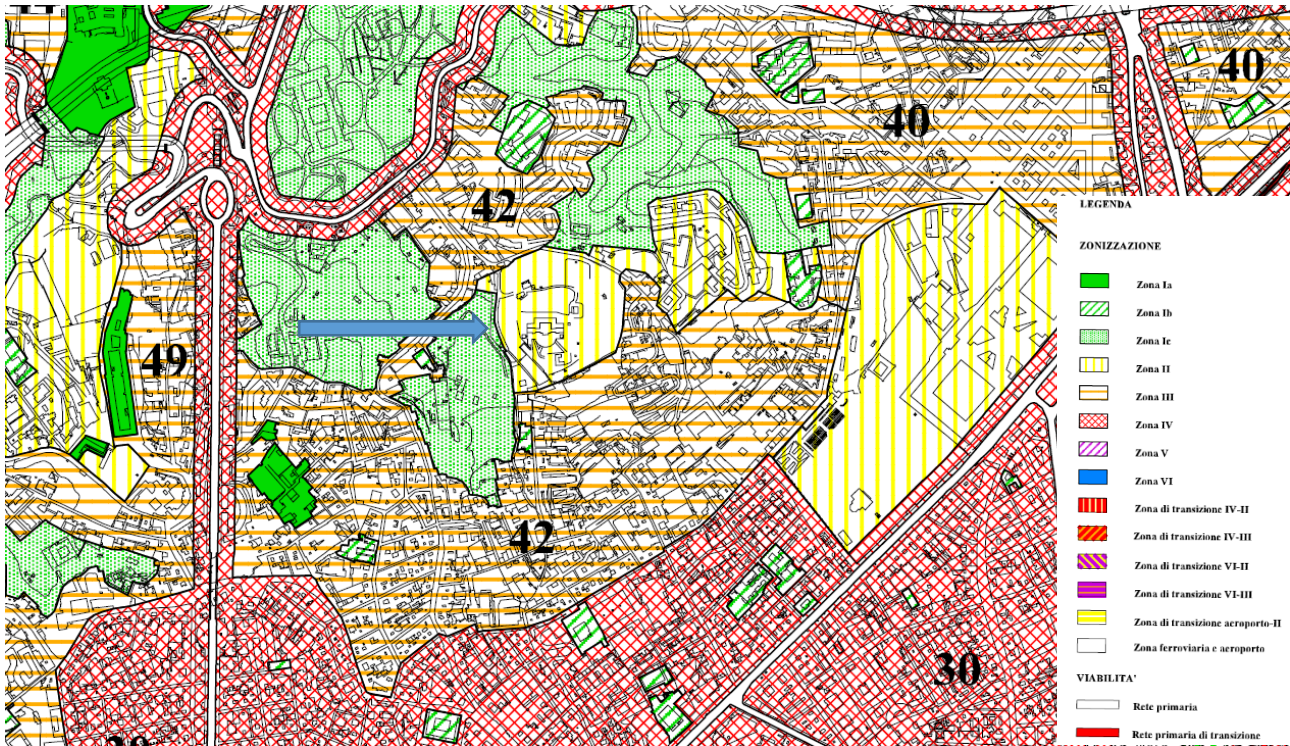 40
40
42
49
42
30
LEGENDA
ZONIZZAZIONE
Zona Ia
Zona Ib
Zona Ic
Zona II
Zona III
Zona IV
Zona V
Zona VI
Zona di transizione IV-II
Zona di transizione IV-III
Zona di transizione VI-II
Zona di transizione VI-III
Zona di transizione aeroporto-II
Zona ferroviaria e aeroporto
VIABILITA'
Rete primaria
Rete primaria di transizione